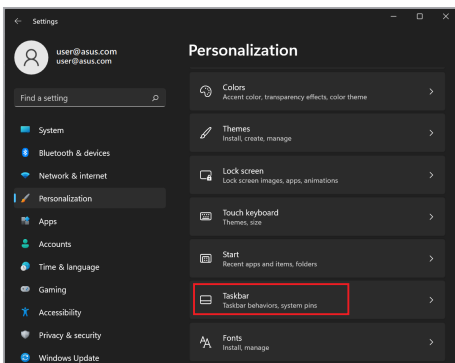 Settings
user@asus.com
user@asus.com
Find a setting
System
Bluetooth & devices
Network & internet
Personalization
Apps
Accounts
Time & language
Gaming
Accessibility
Privacy & security
Windows Update
Personalization
Colors
Accent color, transparency effects, color theme
Themes
Install, create, manage
Lock screen
Lock screen images, apps, animations
Touch keyboard
Themes, size
Start
Recent apps and items, folders
Taskbar
Taskbar behaviors, system pins
Fonts
Install, manage